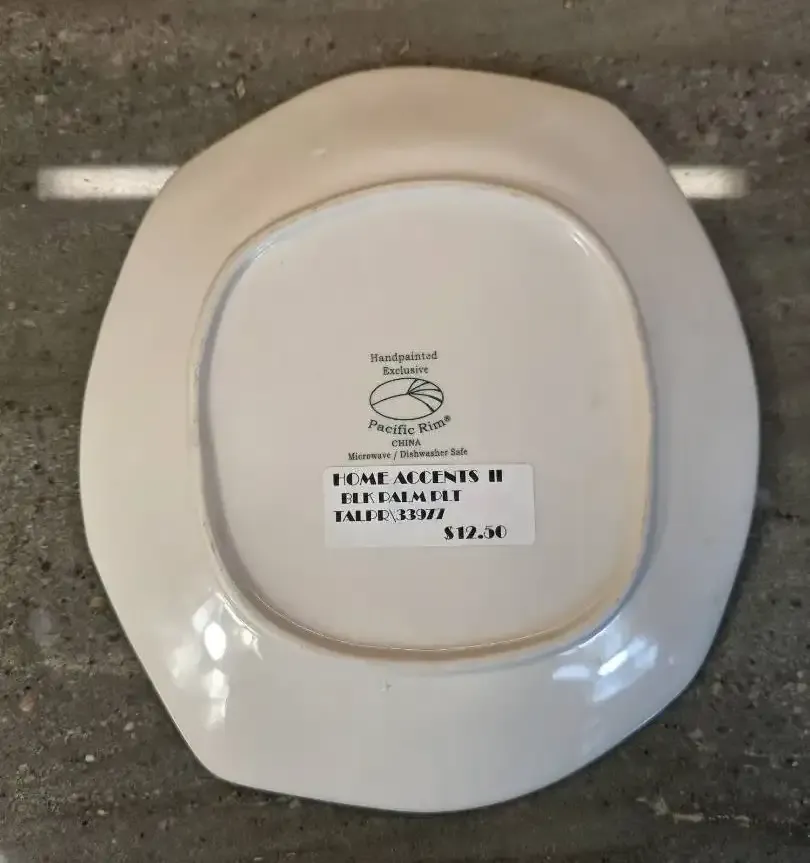 Handpainted
Exclusive
Pacific Rim®
CHINA
Microwave / Dishwasher Safe
HOME ACCENTS II
BLK PALM PLT
TALPR\33977
$12.50